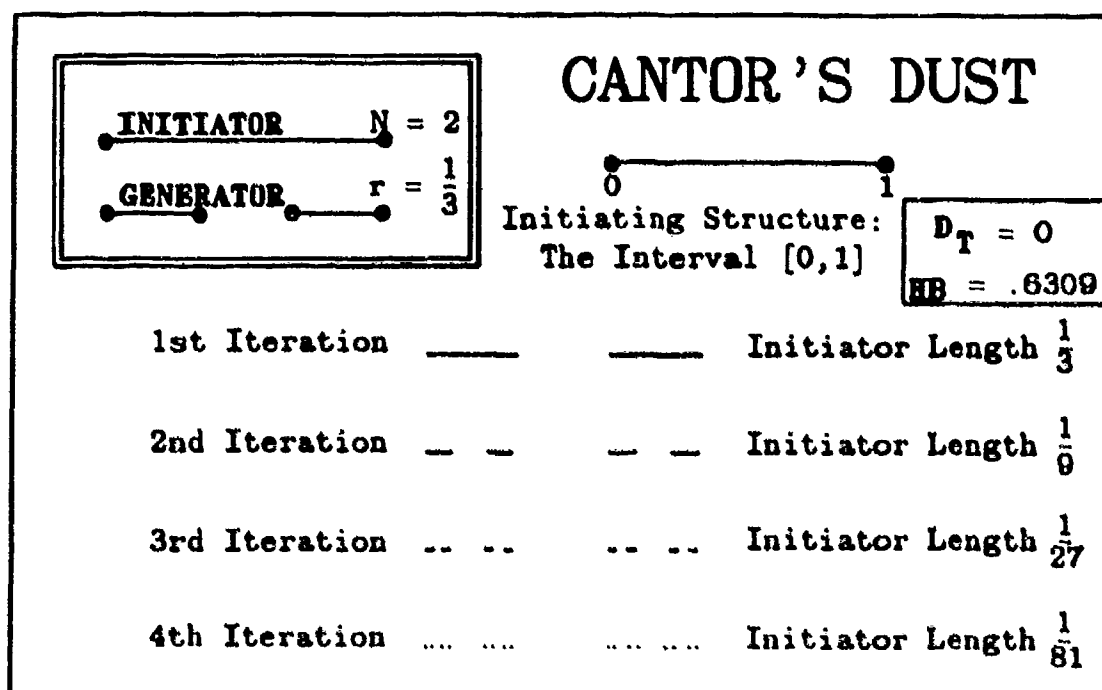 CANTOR'S DUST
INITIATOR N = 2
GENERATOR r = 1/3
0 1
Initiating Structure:
The Interval [0,1]
D_T = 0
HB = .6309
1st Iteration Initiator Length 1/3
2nd Iteration Initiator Length 1/9
3rd Iteration Initiator Length 1/27
4th Iteration Initiator Length 1/81